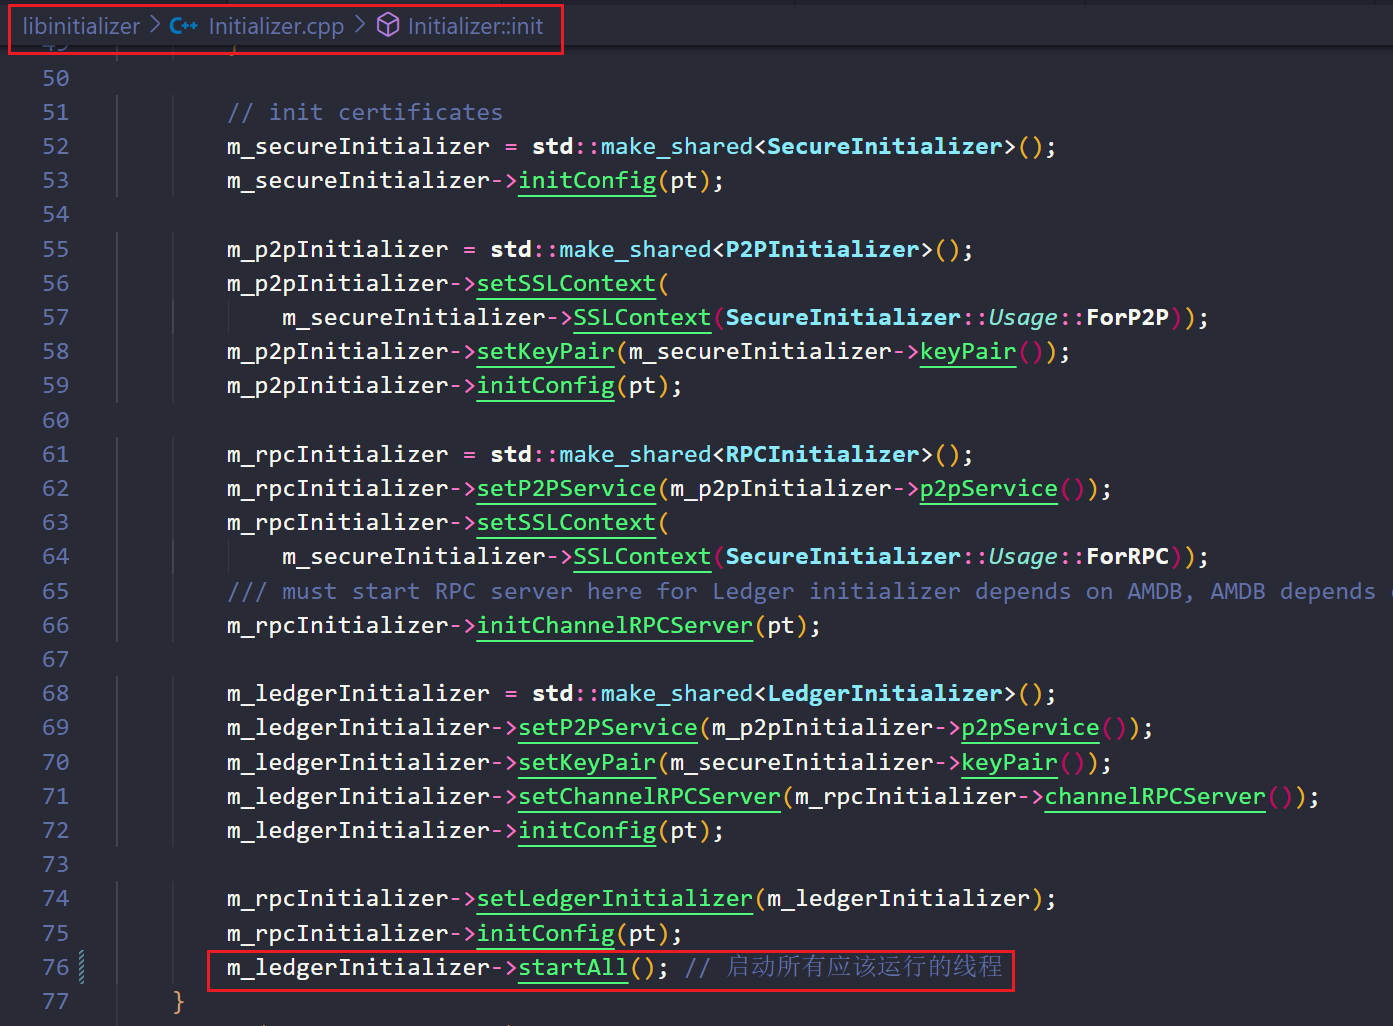 libinitializer > C++ Initializer.cpp > Initializer::init
50
51 // init certificates
52 m_secureInitializer = std::make_shared<SecureInitializer>();
53 m_secureInitializer->initConfig(pt);
54
55 m_p2pInitializer = std::make_shared<P2PInitializer>();
56 m_p2pInitializer->setSSLContext(
57 m_secureInitializer->SSLContext(SecureInitializer::Usage::ForP2P));
58 m_p2pInitializer->setKeyPair(m_secureInitializer->keyPair());
59 m_p2pInitializer->initConfig(pt);
60
61 m_rpcInitializer = std::make_shared<RPCInitializer>();
62 m_rpcInitializer->setP2PService(m_p2pInitializer->p2pService());
63 m_rpcInitializer->setSSLContext(
64 m_secureInitializer->SSLContext(SecureInitializer::Usage::ForRPC));
65 /// must start RPC server here for Ledger initializer depends on AMDB, AMDB depends
66 m_rpcInitializer->initChannelRPCServer(pt);
67
68 m_ledgerInitializer = std::make_shared<LedgerInitializer>();
69 m_ledgerInitializer->setP2PService(m_p2pInitializer->p2pService());
70 m_ledgerInitializer->setKeyPair(m_secureInitializer->keyPair());
71 m_ledgerInitializer->setChannelRPCServer(m_rpcInitializer->channelRPCServer());
72 m_ledgerInitializer->initConfig(pt);
73
74 m_rpcInitializer->setLedgerInitializer(m_ledgerInitializer);
75 m_rpcInitializer->initConfig(pt);
76 m_ledgerInitializer->startAll(); // 启动所有应该运行的线程
77 }